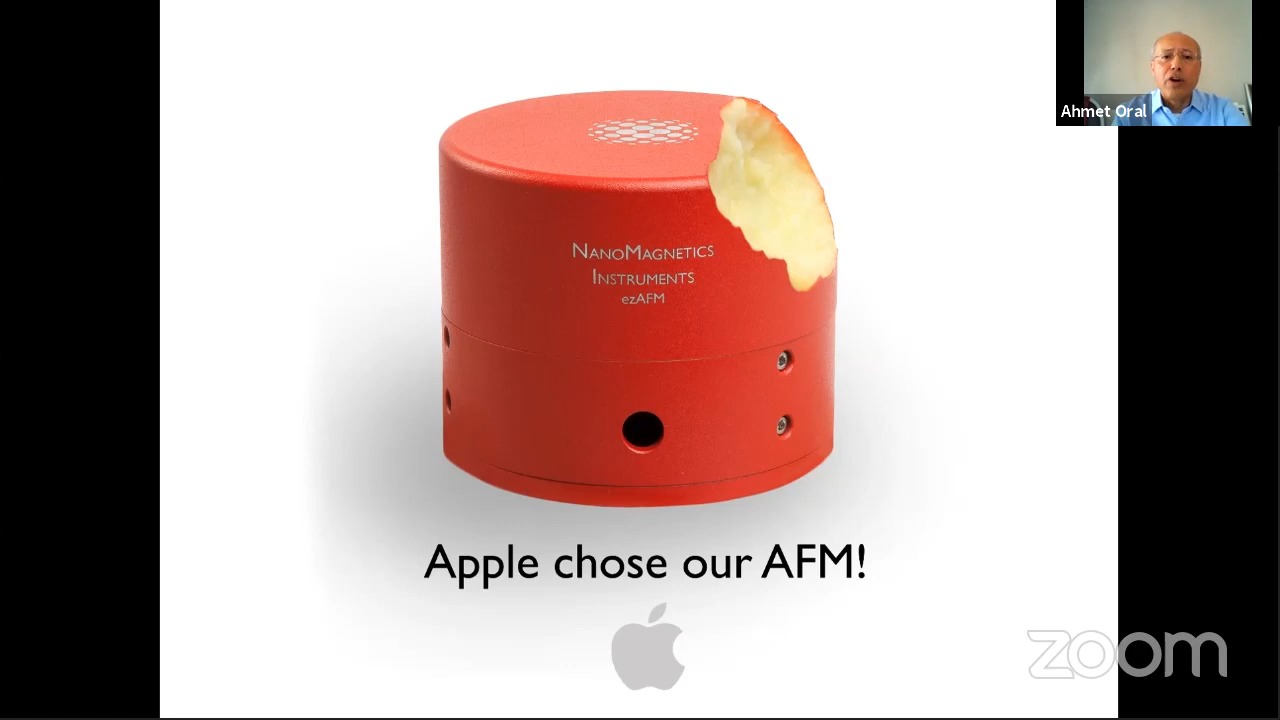 Ahmet Oral
NanoMagnetics
Instruments
ezAFM
Apple chose our AFM!
zoom